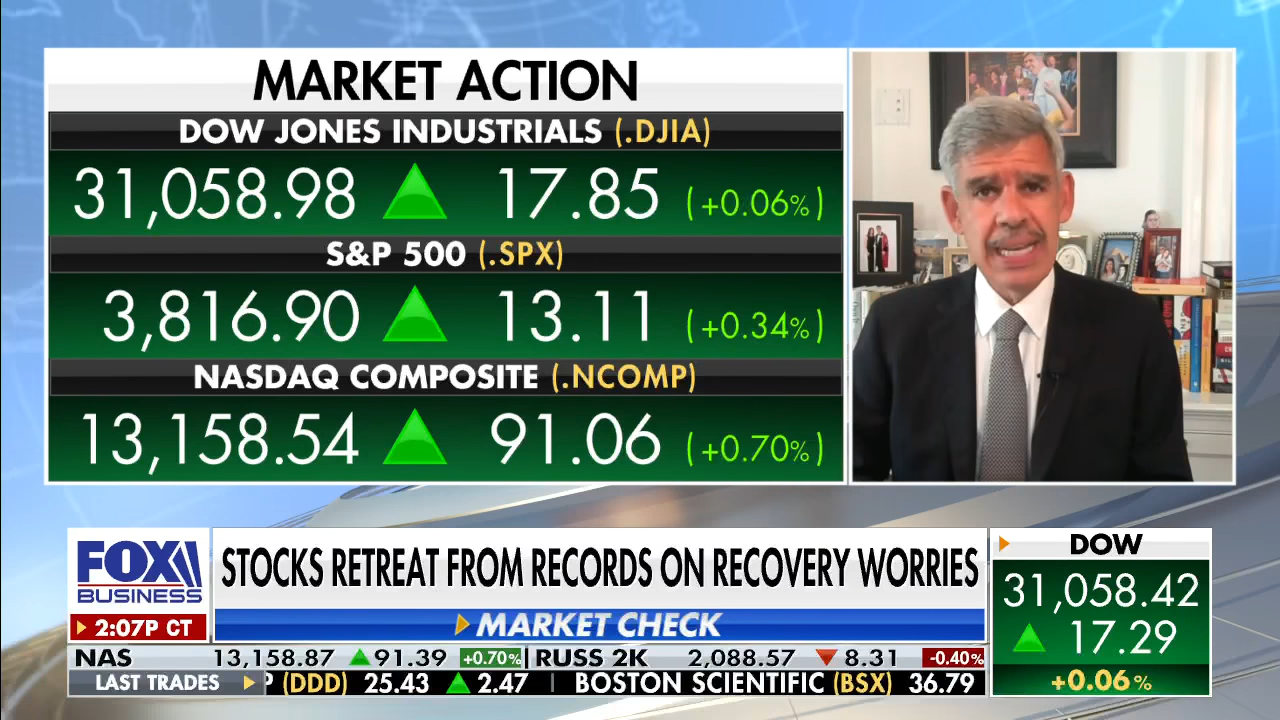 MARKET ACTION
DOW JONES INDUSTRIALS (.DJIA)
31,058.98 ▲ 17.85 (+0.06%)
S&P 500 (.SPX)
3,816.90 ▲ 13.11 (+0.34%)
NASDAQ COMPOSITE (.NCOMP)
13,158.54 ▲ 91.06 (+0.70%)
FOX
BUSINESS
2:07P CT
STOCKS RETREAT FROM RECORDS ON RECOVERY WORRIES
MARKET CHECK
DOW
31,058.42
▲ 17.29
+0.06%
NAS 13,158.87 ▲ 91.39 +0.70% RUSS 2K 2,088.57 ▼ 8.31 -0.40%
LAST TRADES P (DDD) 25.43 ▲ 2.47 BOSTON SCIENTIFIC (BSX) 36.79